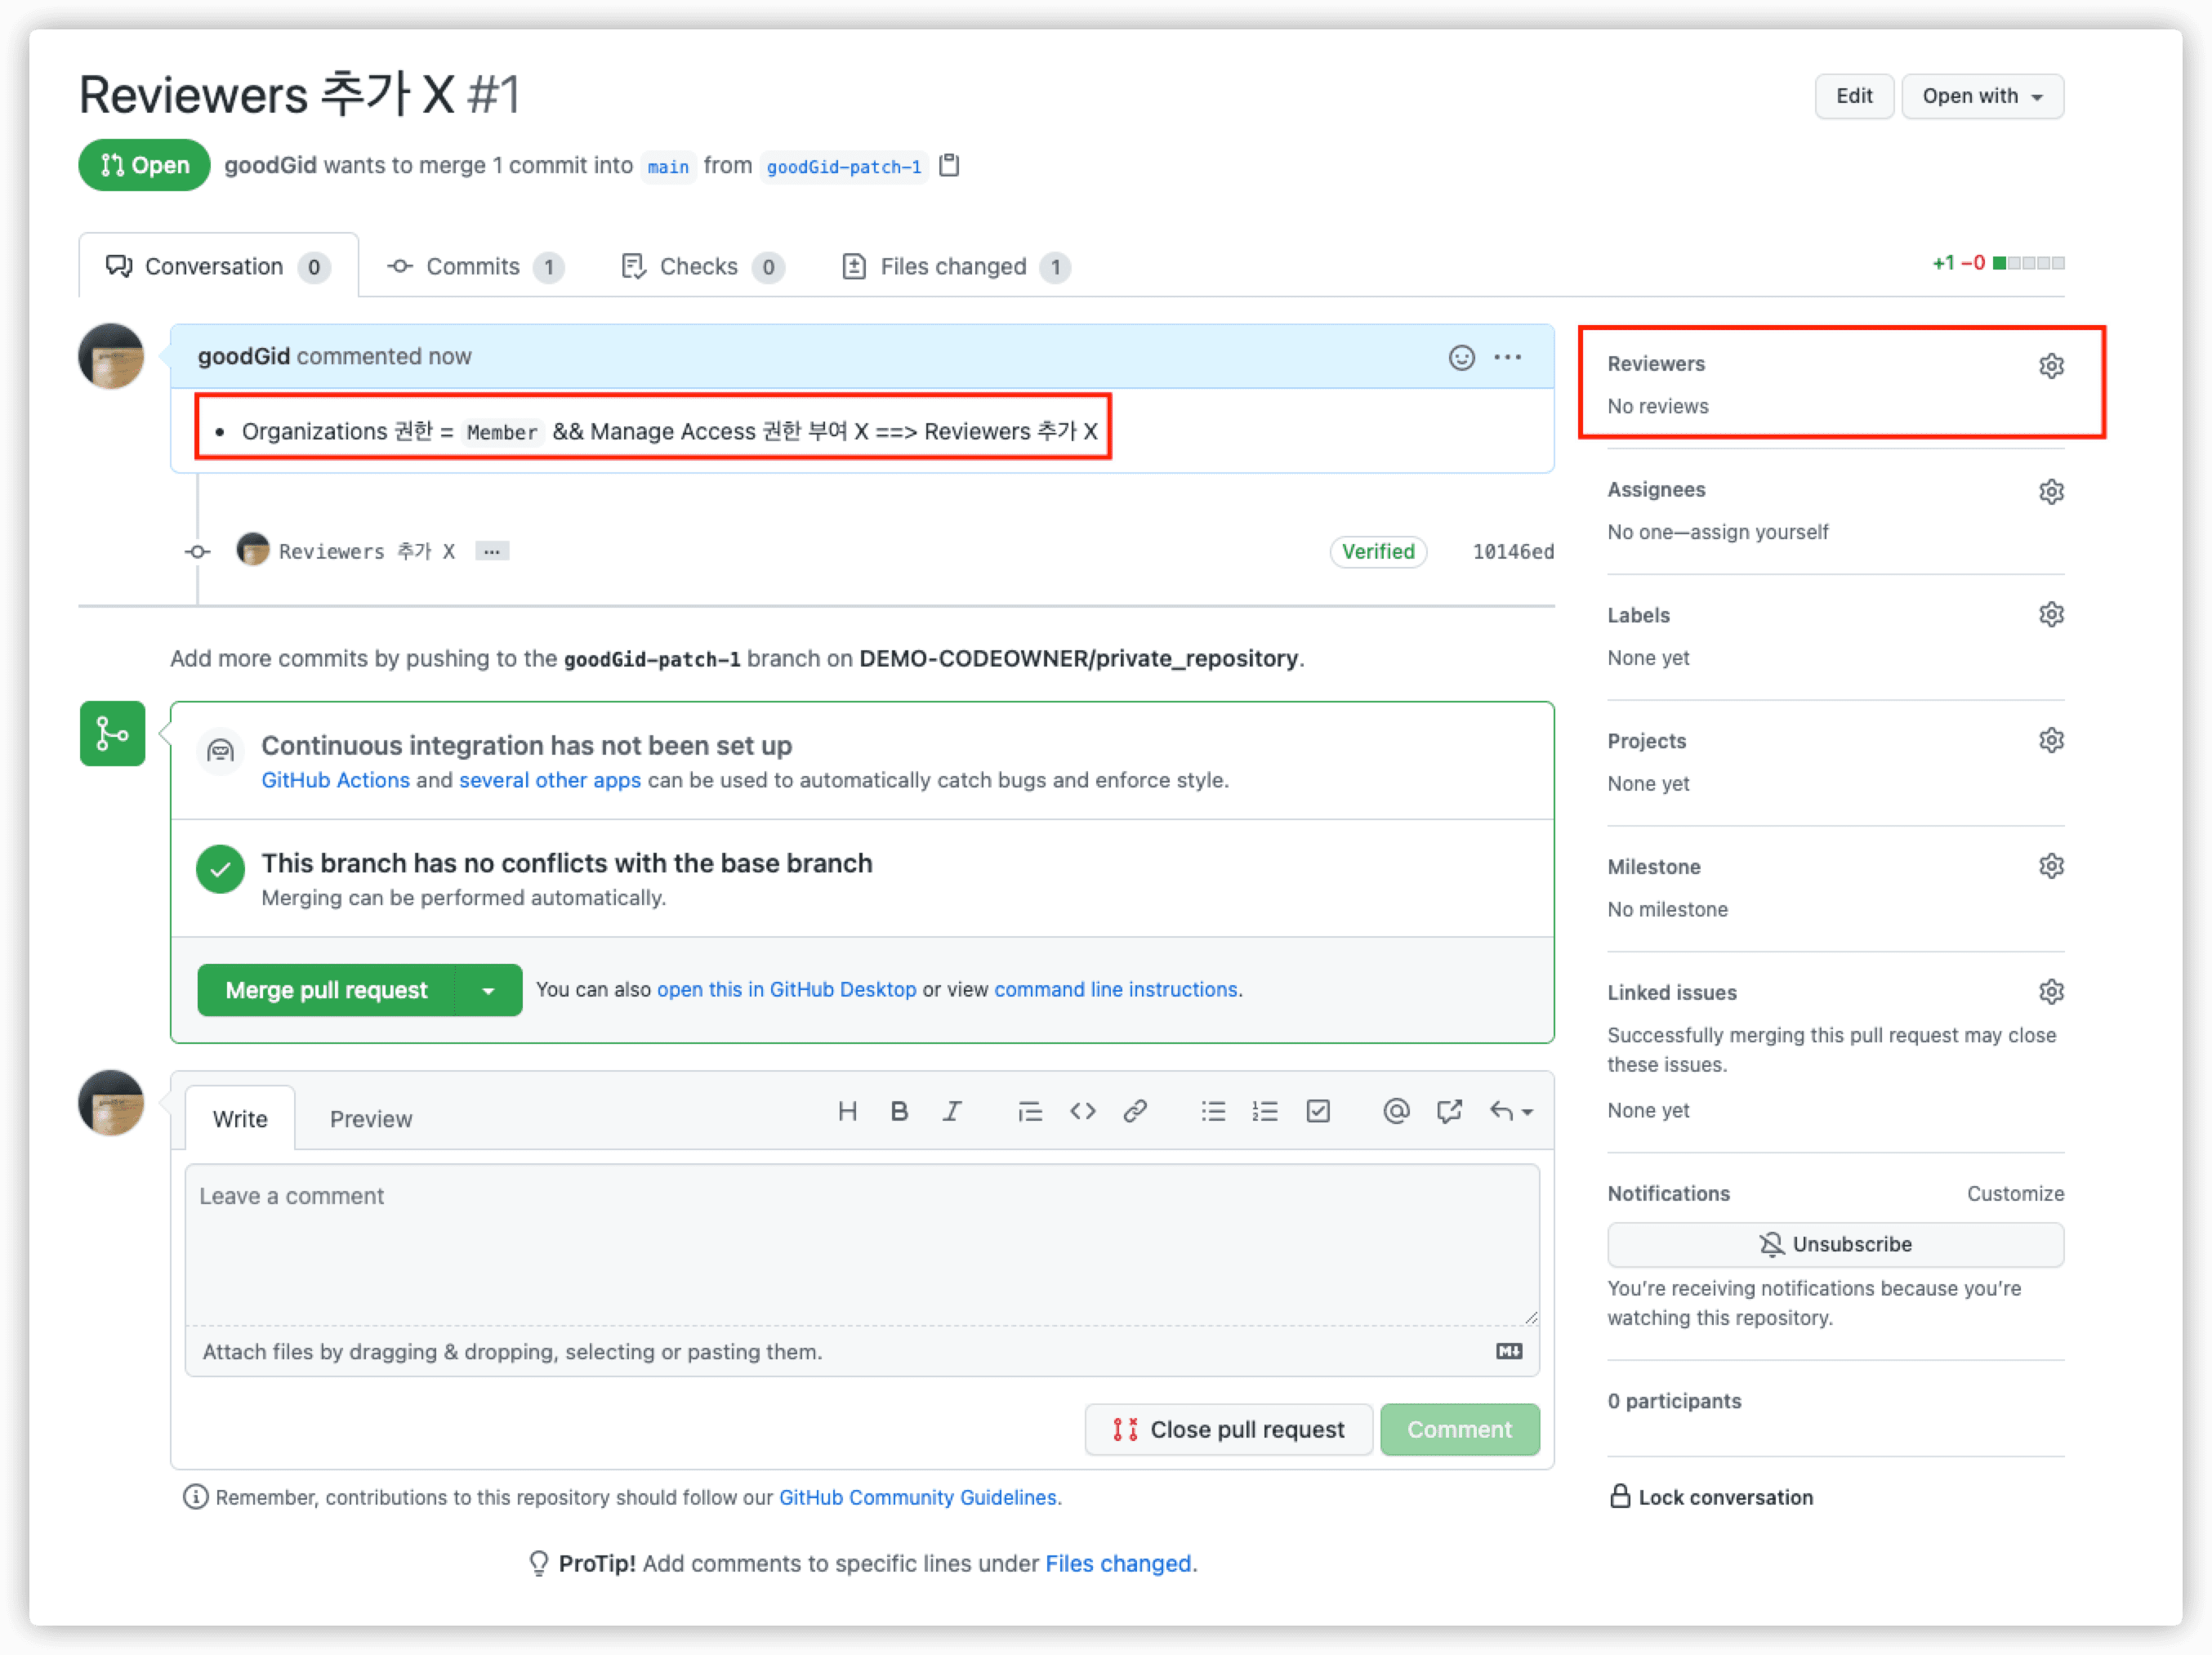 Reviewers 추가 X #1
Edit
Open with
Open
goodGid wants to merge 1 commit into main from goodGid-patch-1
Conversation 0
Commits 1
Checks 0
Files changed 1
+1 −0
goodGid commented now
• Organizations 권한 = Member && Manage Access 권한 부여 X ==> Reviewers 추가 X
Reviewers 추가 X ...
Verified
10146ed
Add more commits by pushing to the goodGid-patch-1 branch on DEMO-CODEOWNER/private_repository.
Continuous integration has not been set up
GitHub Actions and several other apps can be used to automatically catch bugs and enforce style.
This branch has no conflicts with the base branch
Merging can be performed automatically.
Merge pull request
You can also open this in GitHub Desktop or view command line instructions.
Write
Preview
Leave a comment
Attach files by dragging & dropping, selecting or pasting them.
Close pull request
Comment
Remember, contributions to this repository should follow our GitHub Community Guidelines.
ProTip! Add comments to specific lines under Files changed.
Reviewers
No reviews
Assignees
No one—assign yourself
Labels
None yet
Projects
None yet
Milestone
No milestone
Linked issues
Successfully merging this pull request may close
these issues.
None yet
Notifications
Customize
Unsubscribe
You’re receiving notifications because you’re
watching this repository.
0 participants
Lock conversation